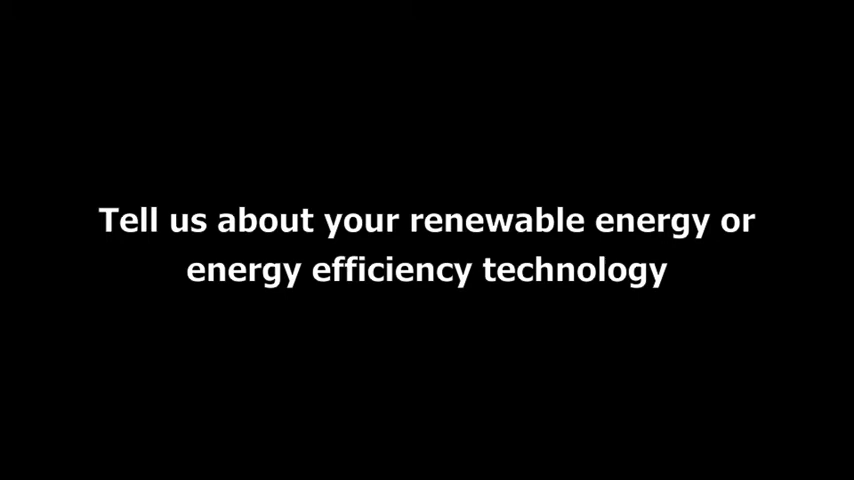 Tell us about your renewable energy or
energy efficiency technology